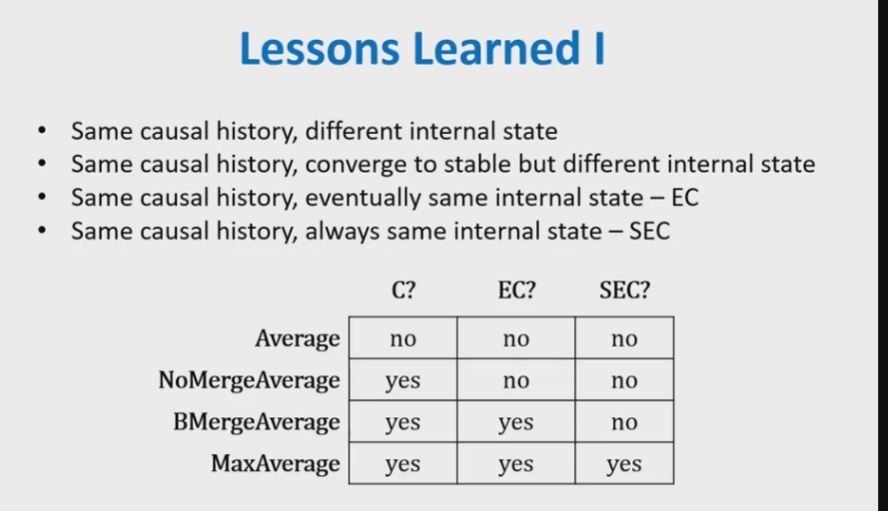 Lessons Learned I
• Same causal history, different internal state
• Same causal history, converge to stable but different internal state
• Same causal history, eventually same internal state – EC
• Same causal history, always same internal state – SEC
C? EC? SEC?
Average no no no
NoMergeAverage yes no no
BMergeAverage yes yes no
MaxAverage yes yes yes